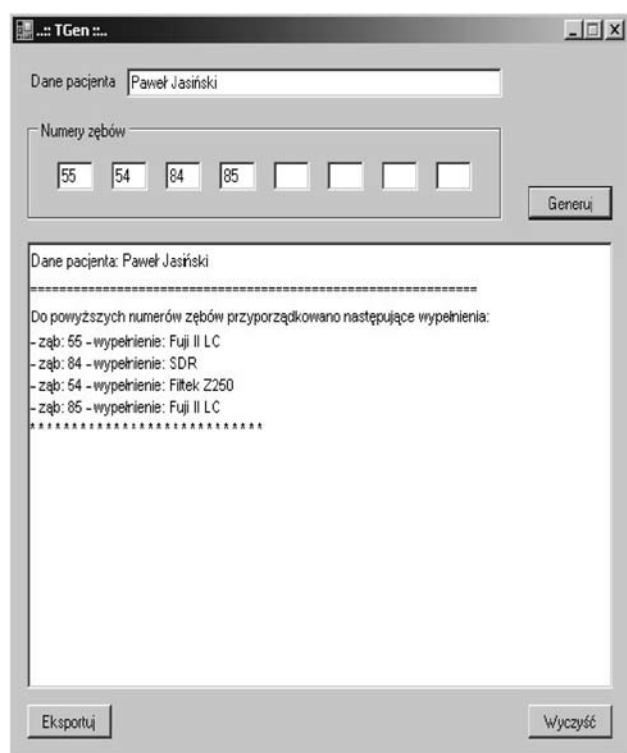 ..:: TGen ::..
Dane pacjenta Paweł Jasiński
Numery zębów
55 54 84 85
Generuj
Dane pacjenta: Paweł Jasiński
================================================================
Do powyższych numerów zębów przyporządkowano następujące wypełnienia:
- ząb: 55 - wypełnienie: Fuji II LC
- ząb: 84 - wypełnienie: SDR
- ząb: 54 - wypełnienie: Filtek Z250
- ząb: 85 - wypełnienie: Fuji II LC
* * * * * * * * * * * * * * * * * * * * * * * * * * * *
Eksportuj Wyczyść